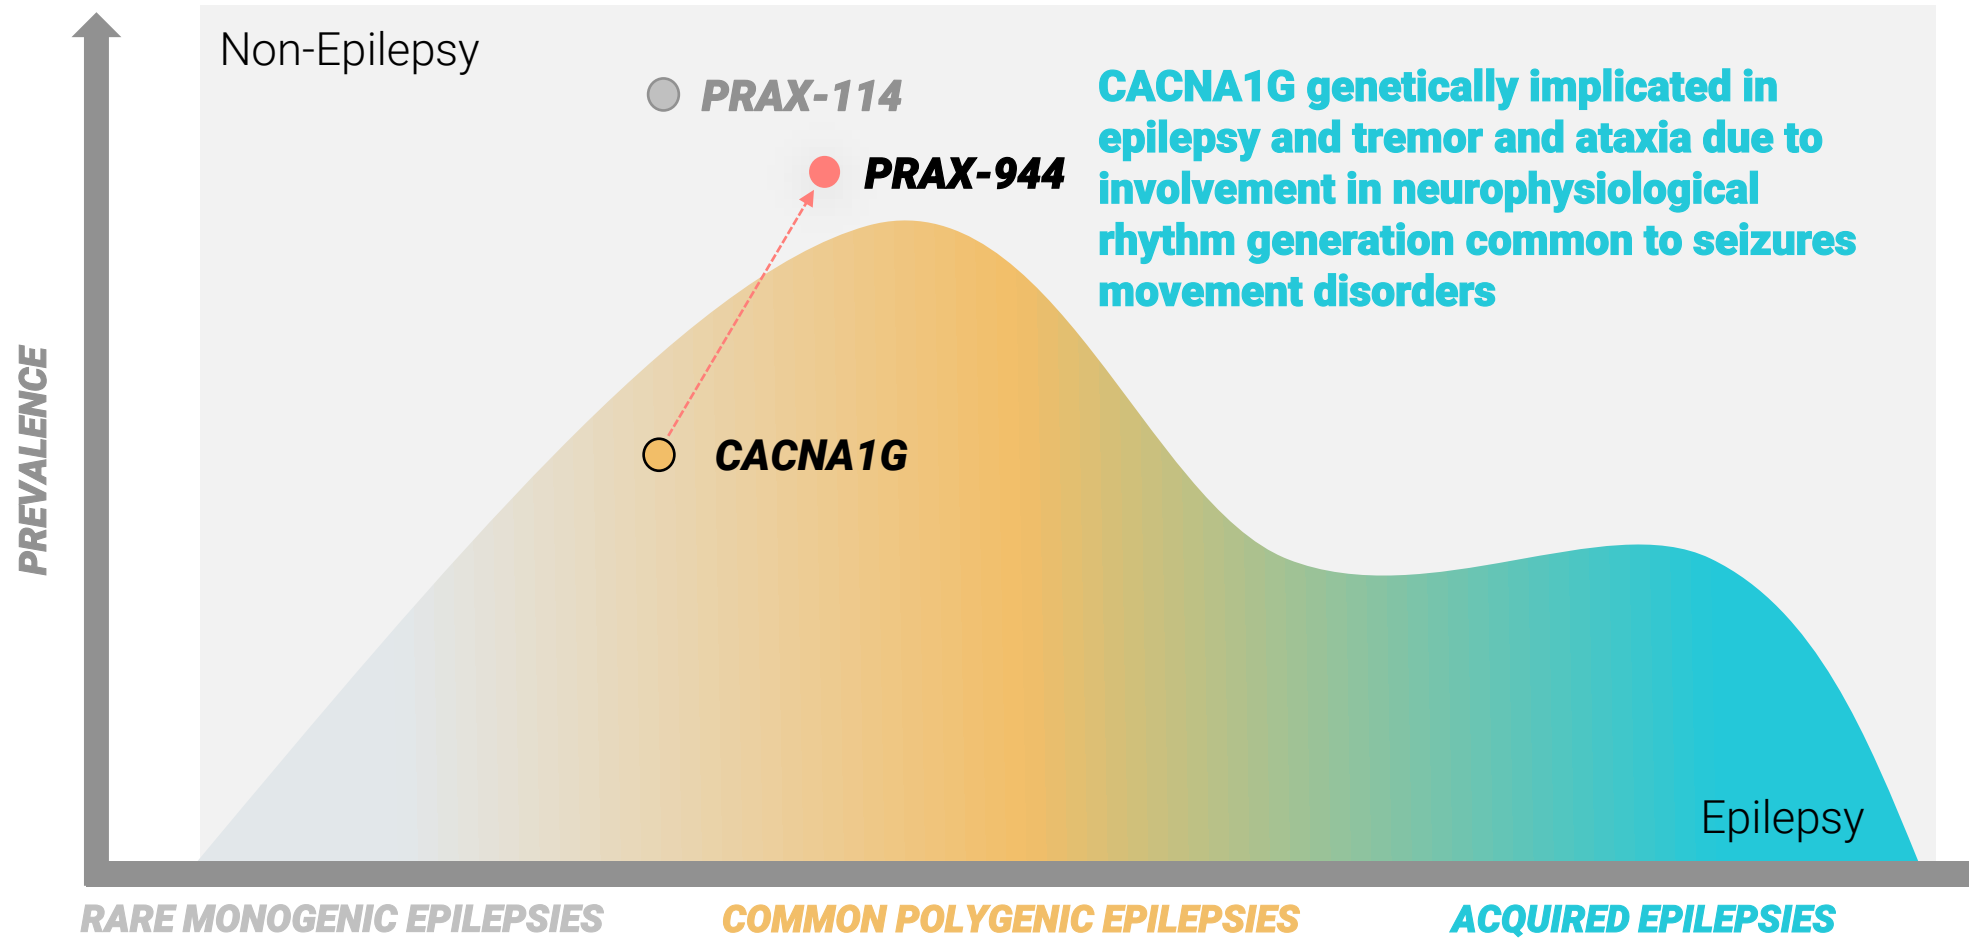 Non-Epilepsy
PRAX-114
PRAX-944
CACNA1G genetically implicated in
epilepsy and tremor and ataxia due to
involvement in neurophysiological
rhythm generation common to seizures
movement disorders
PREVALENCE
CACNA1G
Epilepsy
RARE MONOGENIC EPILEPSIES
COMMON POLYGENIC EPILEPSIES
ACQUIRED EPILEPSIES